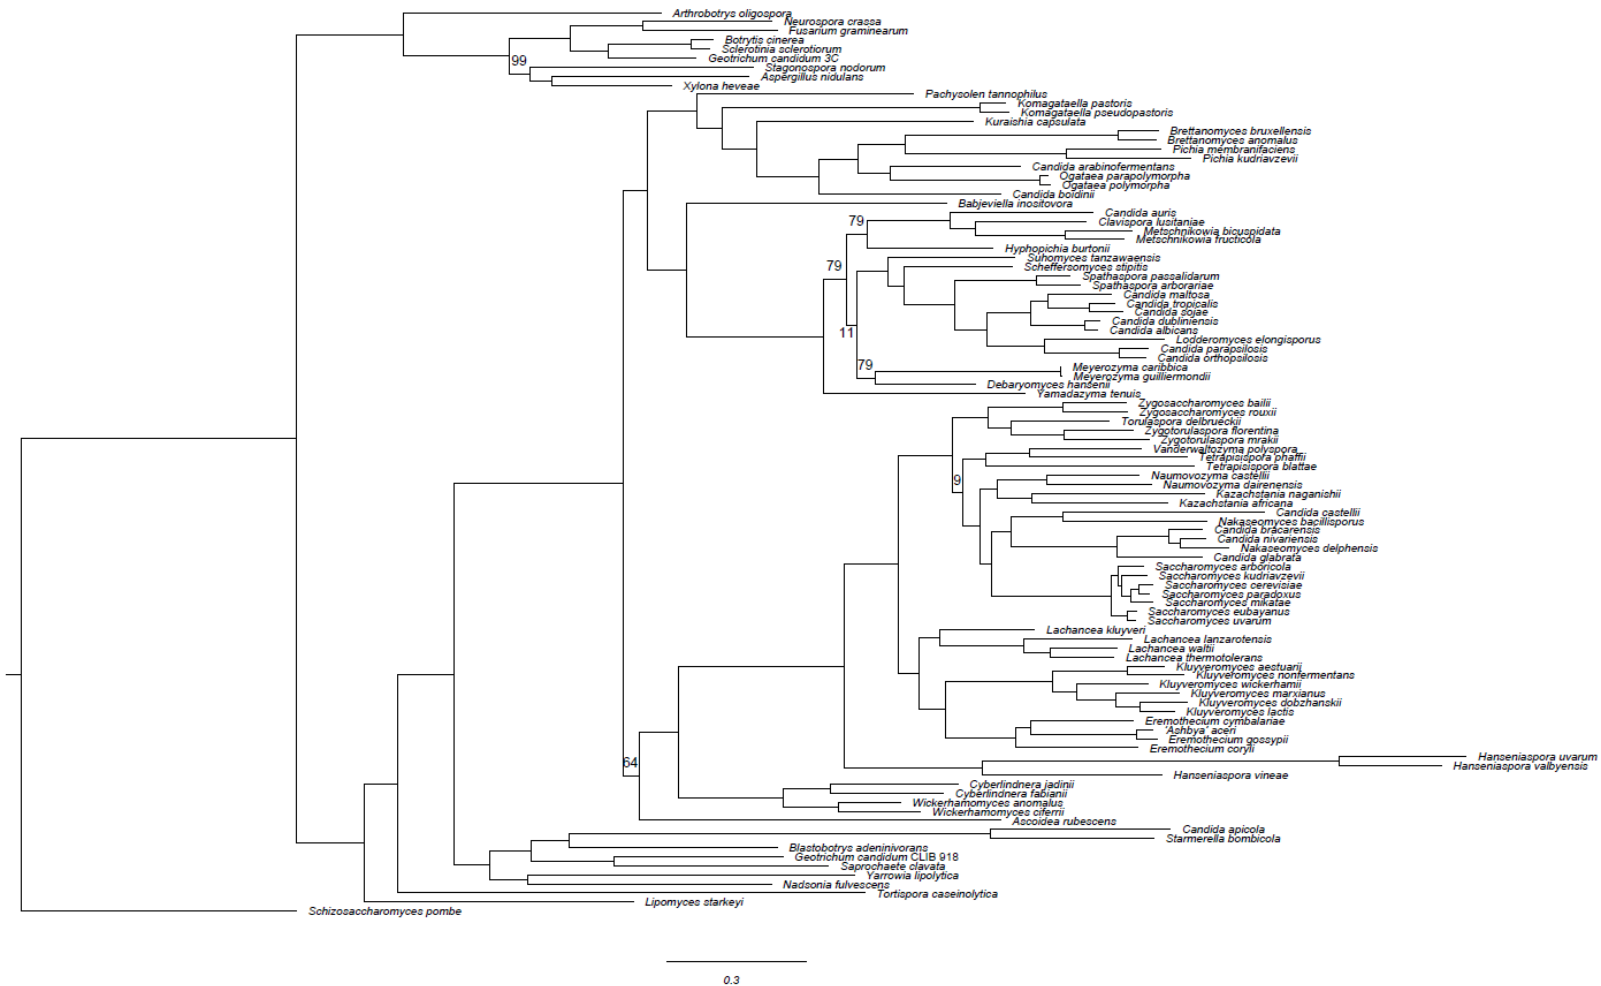 Arthrobotrys oligospora
Neurospora crassa
Fusarium graminearum
Botrytis cinerea
Sclerotinia sclerotiorum
Geotrichum candidum 3C
99
Stagonospora nodorum
Aspergillus nidulans
Xylona heveae
Pachysolen tannophilus
Komagataella pastoris
Komagataella pseudopastoris
Kuraishia capsulata
Brettanomyces bruxellensis
Brettanomyces anomalus
Pichia membranifaciens
Pichia kudriavzevii
Candida arabinofermentans
Ogataea parapolymorpha
Ogataea polymorpha
Candida boidinii
Babjeviella inositovora
Candida auris
79
Clavispora lusitaniae
Metschnikowia bicuspidata
Metschnikowia fructicola
Hyphopichia burtonii
Suhomyces tanzawaensis
79
Scheffersomyces stipitis
Spathaspora passalidarum
Spathaspora arborariae
Candida maltosa
Candida tropicalis
Candida sojae
Candida dubliniensis
Candida albicans
11
Lodderomyces elongisporus
Candida parapsilosis
Candida orthopsilosis
79
Meyerozyma caribbica
Meyerozyma guilliermondii
Debaryomyces hansenii
Yamadazyma tenuis
Zygosaccharomyces bailii
Zygosaccharomyces rouxii
Torulaspora delbrueckii
Zygotorulaspora florentina
Zygotorulaspora mrakii
Vanderwaltozyma polyspora
Tetrapisispora phaffii
Tetrapisispora blattae
Naumovozyma castellii
9
Naumovozyma dairenensis
Kazachstania naganishii
Kazachstania africana
Candida castellii
Nakaseomyces bacillisporus
Candida bracarensis
Candida nivariensis
Nakaseomyces delphensis
Candida glabrata
Saccharomyces arboricola
Saccharomyces kudriavzevii
Saccharomyces cerevisiae
Saccharomyces paradoxus
Saccharomyces mikatae
Saccharomyces eubayanus
Saccharomyces uvarum
Lachancea kluyveri
Lachancea lanzarotensis
Lachancea waltii
Lachancea thermotolerans
Kluyveromyces aestuarii
Kluyveromyces nonfermentans
Kluyveromyces wickerhamii
Kluyveromyces marxianus
Kluyveromyces dobzhanskii
Kluyveromyces lactis
Eremothecium cymbalariae
'Ashbya' aceri
Eremothecium gossypii
Eremothecium coryli
Hanseniaspora uvarum
64
Hanseniaspora valbyensis
Hanseniaspora vineae
Cyberlindnera jadinii
Cyberlindnera fabianii
Wickerhamomyces anomalus
Wickerhamomyces ciferrii
Ascoidea rubescens
Candida apicola
Starmerella bombicola
Blastobotrys adeninivorans
Geotrichum candidum CLIB 918
Saprochaete clavata
Yarrowia lipolytica
Nadsonia fulvescens
Tortispora caseinolytica
Lipomyces starkeyi
Schizosaccharomyces pombe
0.3